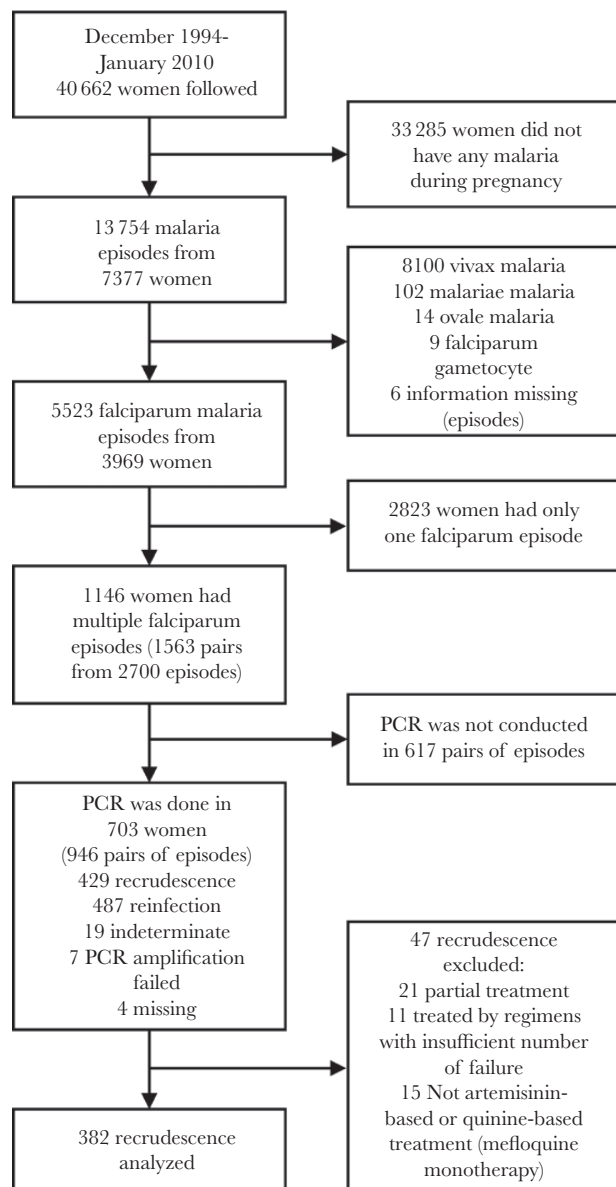 December 1994-
January 2010
40 662 women followed
33 285 women did not
have any malaria
during pregnancy
13 754 malaria
episodes from
7377 women
8100 vivax malaria
102 malariae malaria
14 ovale malaria
9 falciparum
gametocyte
6 information missing
(episodes)
5523 falciparum malaria
episodes from
3969 women
2823 women had only
one falciparum episode
1146 women had
multiple falciparum
episodes (1563 pairs
from 2700 episodes)
PCR was not conducted
in 617 pairs of episodes
PCR was done in
703 women
(946 pairs of episodes)
429 recrudescence
487 reinfection
19 indeterminate
7 PCR amplification
failed
4 missing
47 recrudescence
excluded:
21 partial treatment
11 treated by regimens
with insufficient number
of failure
15 Not artemisinin-
based or quinine-based
treatment (mefloquine
monotherapy)
382 recrudescence
analyzed